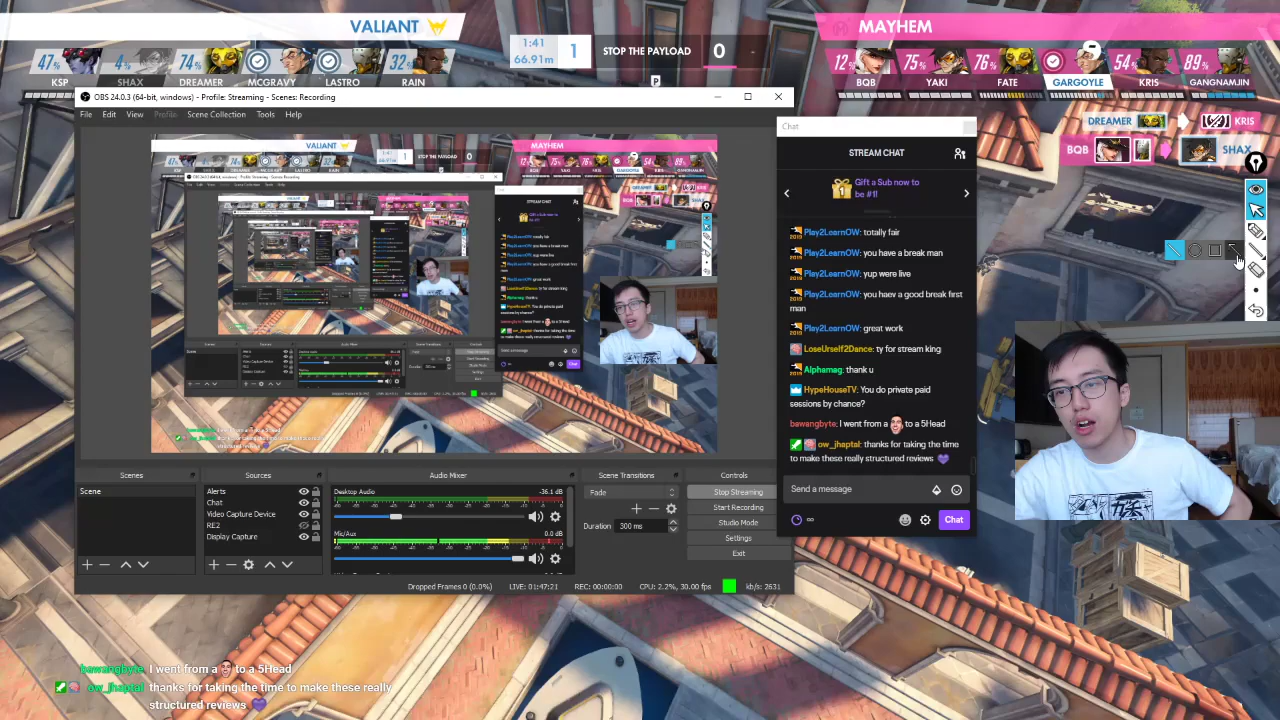 VALIANT
1:41
66.91m
1
STOP THE PAYLOAD
0
MAYHEM
47%
4%
74%
32%
12%
75%
76%
54%
89%
KSP
SHAX
DREAMER
MCGRAVY
LASTRO
RAIN
P
BQB
YAKI
FATE
GARGOYLE
KRIS
GANGNAMJIN
DREAMER
KRIS
BQB
SHAX
OBS 24.0.3 (64-bit, windows) - Profile: Streaming - Scenes: Recording
File
Edit
View
Profile
Scene Collection
Tools
Help
Chat
STREAM CHAT
1
Gift a Sub now to
be #1!
Play2LearnOW: totally fair
Play2LearnOW: you have a break man
Play2LearnOW: yup were live
Play2LearnOW: you haev a good break first
man
Play2LearnOW: great work
LoseUrself2Dance: ty for stream king
Alphamag: thank u
HypeHouseTV: You do private paid
sessions by chance?
bawangbyte: I went from a to a 5Head
ow_jhaptal: thanks for taking the time
to make these really structured reviews
Send a message
Chat
Scenes
Sources
Audio Mixer
Scene Transitions
Controls
Scene
Alerts
Chat
Video Capture Device
RE2
Display Capture
Desktop Audio
-36.1 dB
Mic/Aux
0.0 dB
Fade
Duration
300 ms
Stop Streaming
Start Recording
Studio Mode
Settings
Exit
Dropped Frames 0 (0.0%)
LIVE: 01:47:21
REC: 00:00:00
CPU: 2.2%, 30.00 fps
kb/s: 2631
bawangbyte: I went from a to a 5Head
ow_jhaptal: thanks for taking the time to make these really
structured reviews